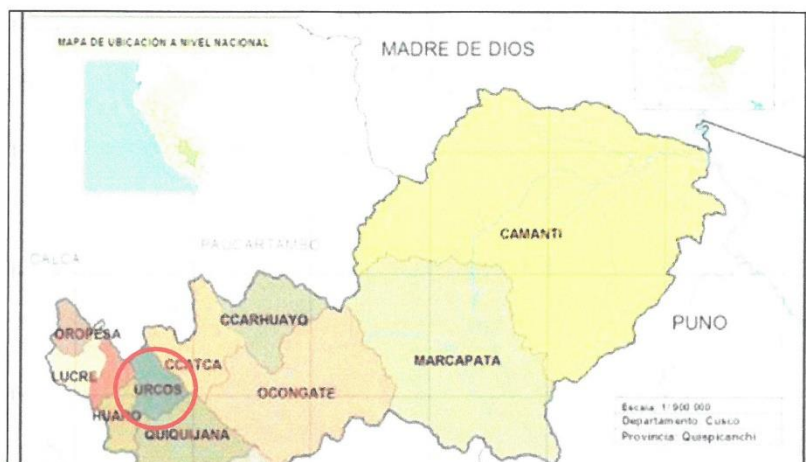 MAPA DE UBICACIÓN A NIVEL NACIONAL
MADRE DE DIOS
CAMANTI
PAUCARTAMBO
CALCA
CCARHUAYO
PUNO
OROPESA
CCATCA
MARCAPATA
LUCRE
URCOS
OCONGATE
HUARO
QUIQUIJANA
Escala: 1:900 000
Departamento: Cusco
Provincia: Quispicanchi